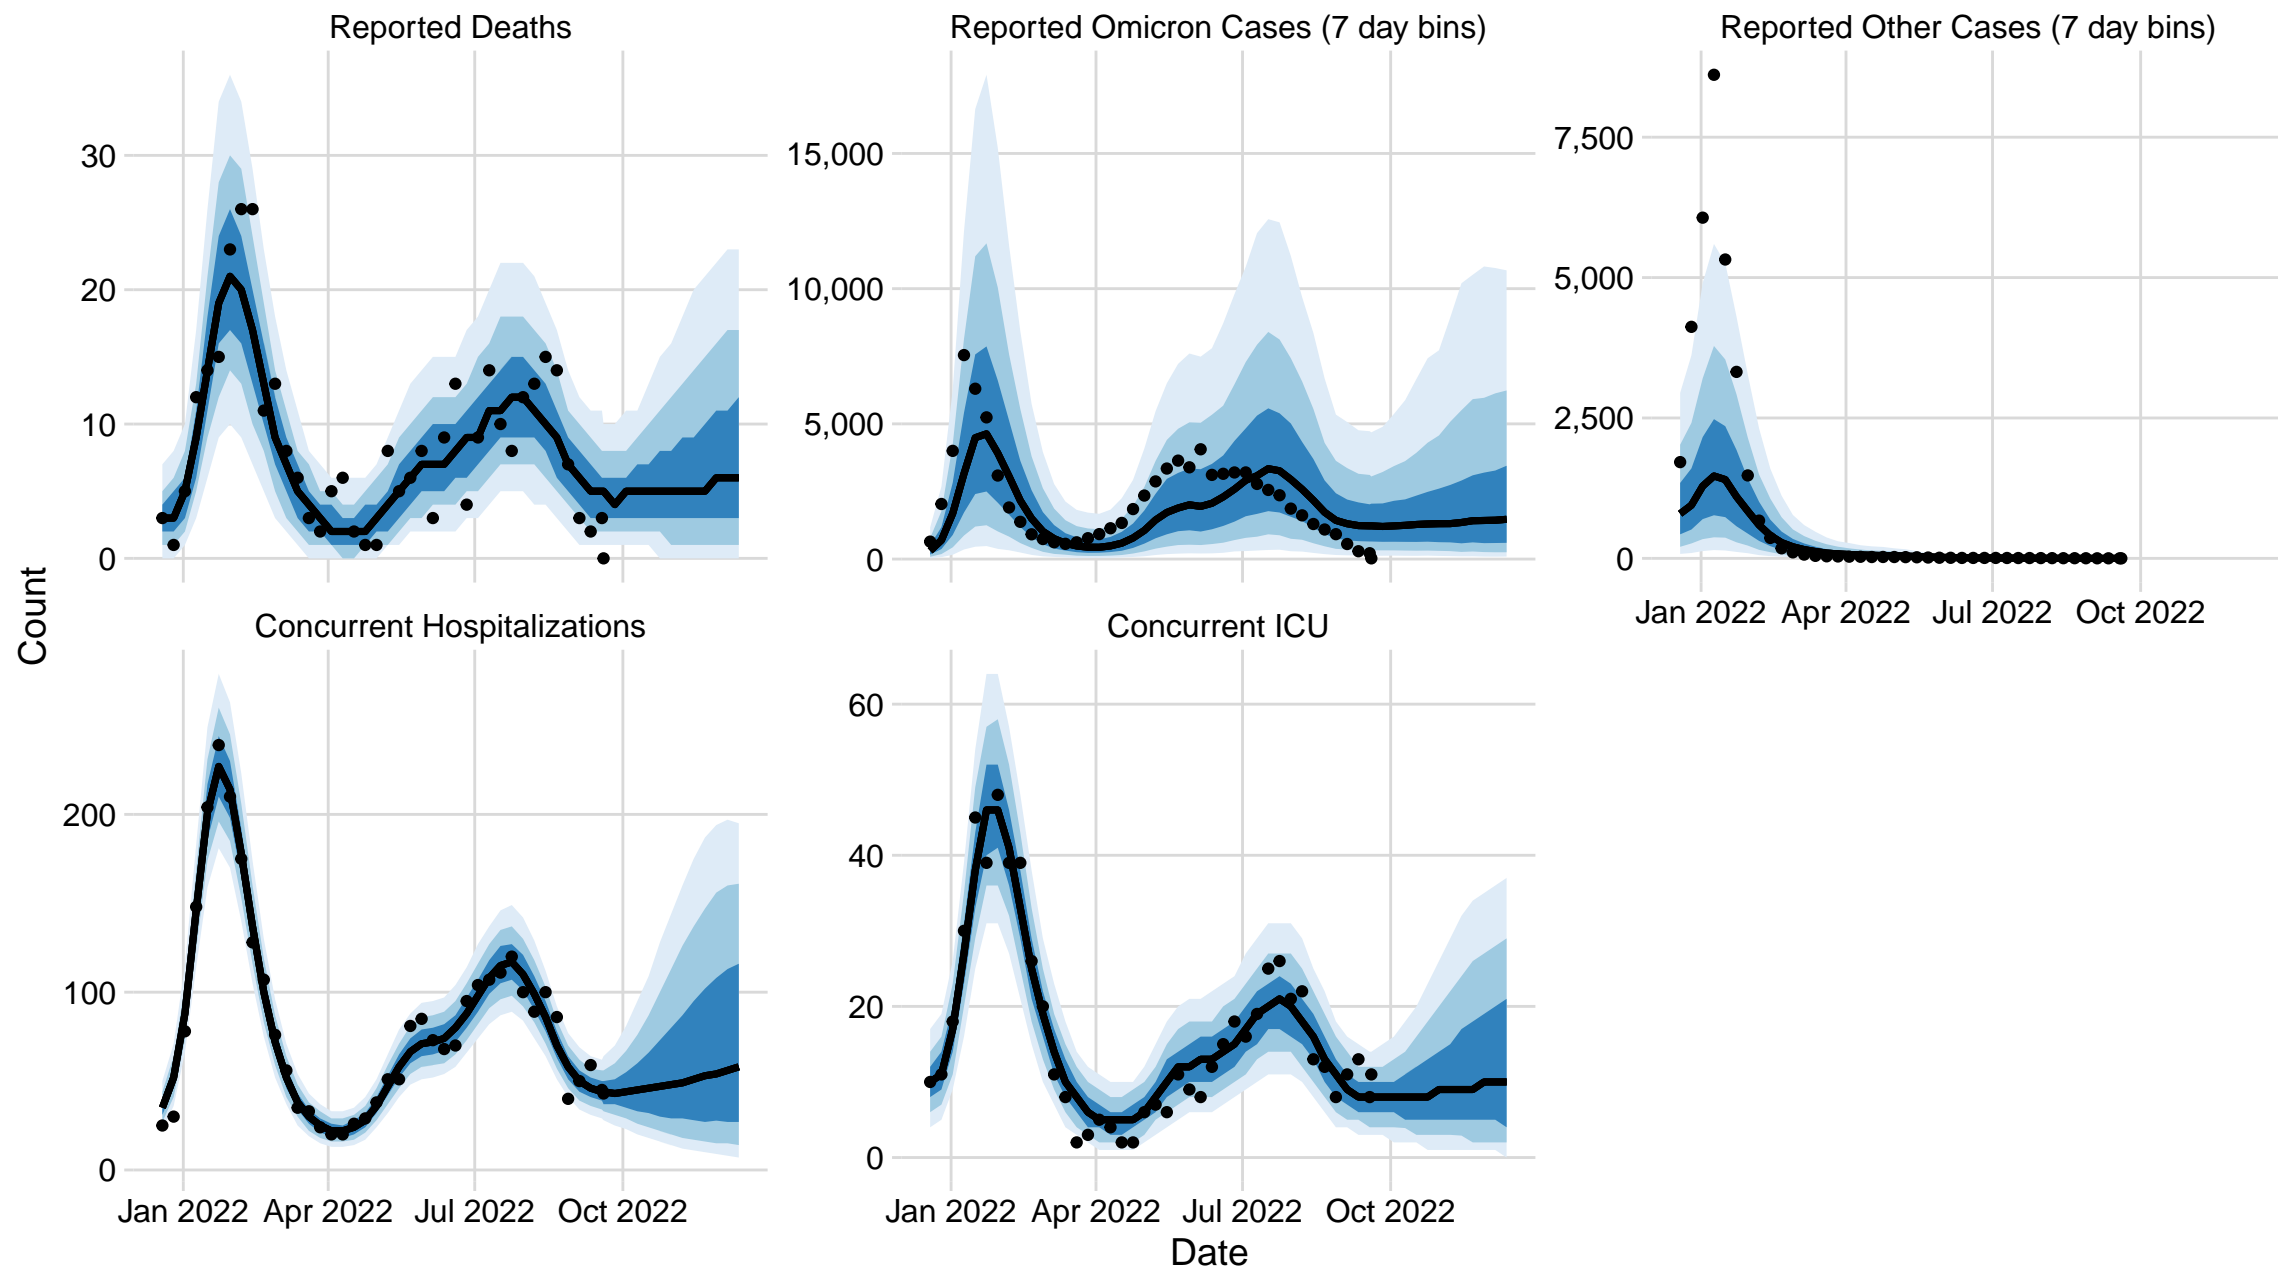 Reported Deaths
Reported Omicron Cases (7 day bins)
Reported Other Cases (7 day bins)
30
20
10
0
15,000
10,000
5,000
0
7,500
5,000
2,500
0
Jan 2022 Apr 2022 Jul 2022 Oct 2022
Count
Concurrent Hospitalizations
Concurrent ICU
200
100
0
60
40
20
0
Jan 2022 Apr 2022 Jul 2022 Oct 2022
Jan 2022 Apr 2022 Jul 2022 Oct 2022
Date